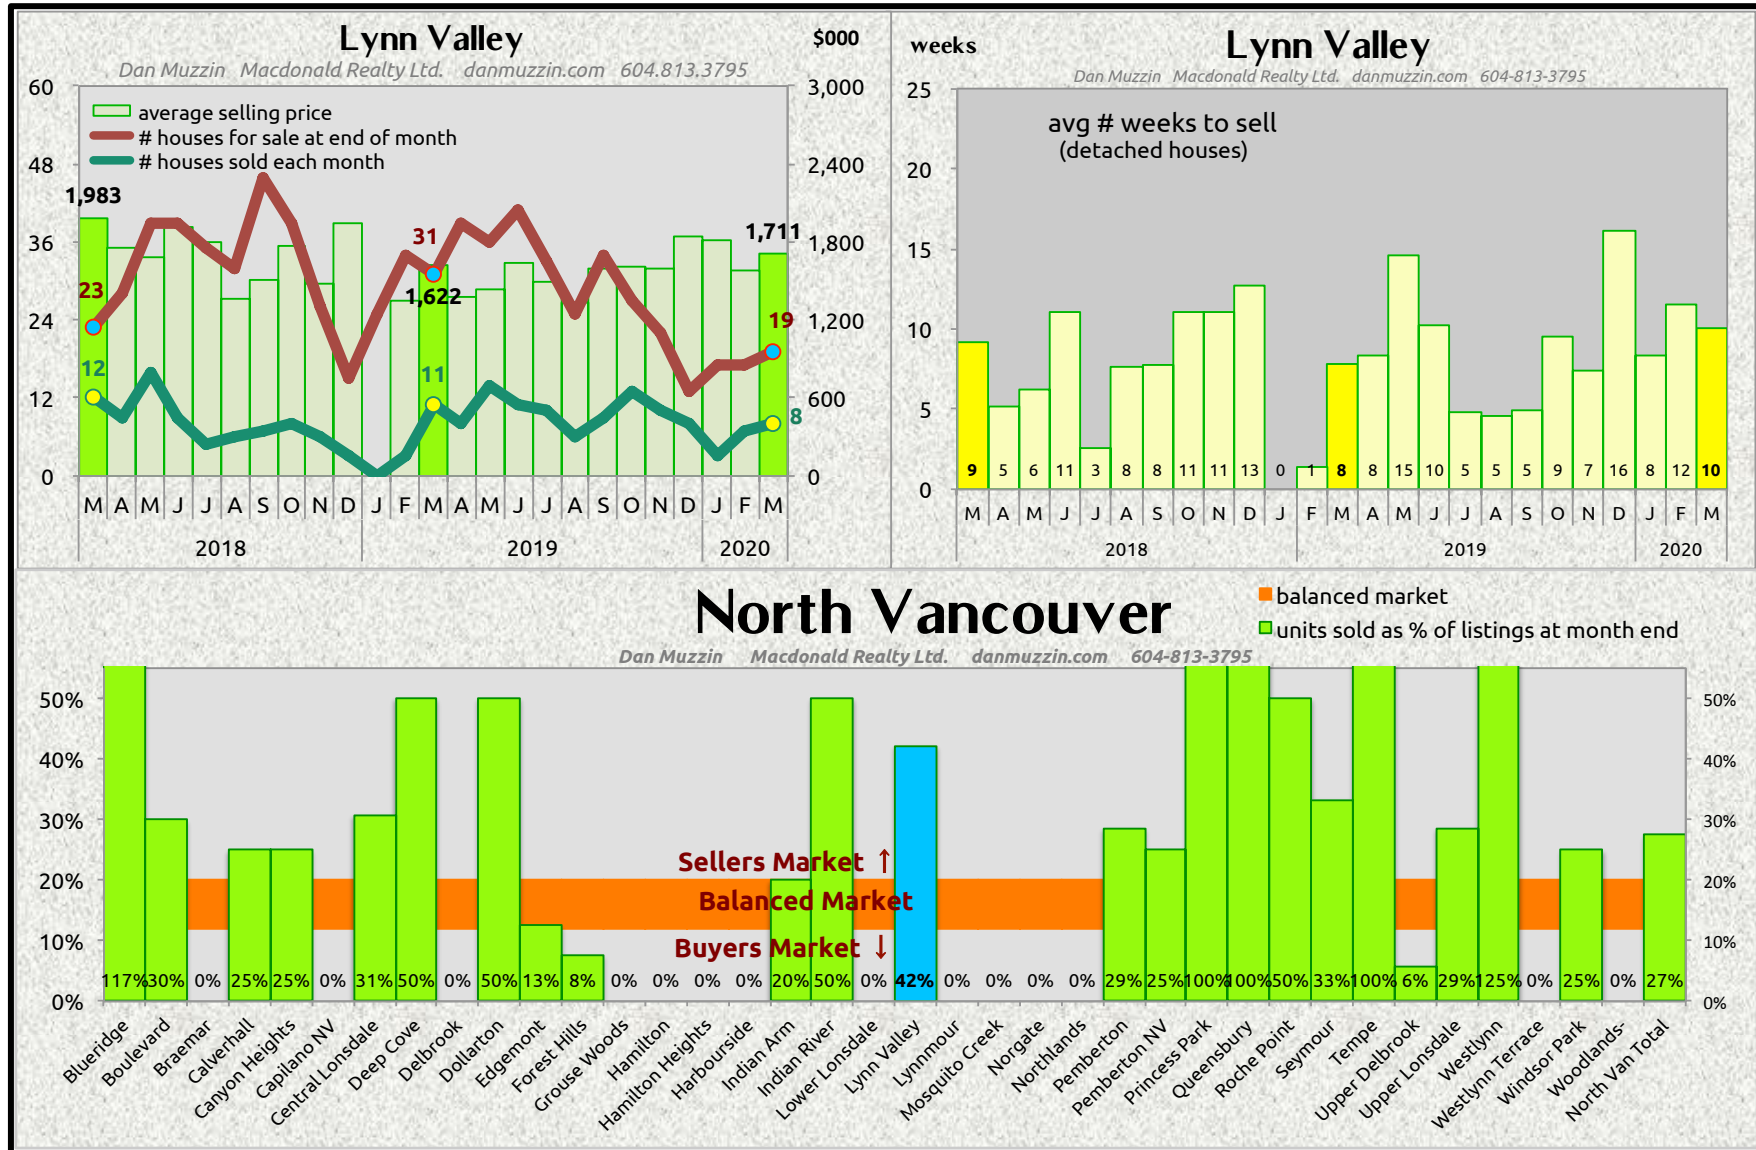 Lynn Valley
$000
Dan Muzzin Macdonald Realty Ltd. danmuzzin.com 604.813.3795
60
3,000
average selling price
# houses for sale at end of month
# houses sold each month
48
2,400
1,983
36
31
1,711
1,800
23
1,622
24
19
1,200
12
11
12
8
600
0
0
M A M J J A S O N D J F M A M J J A S O N D J F M
2018 2019 2020
weeks
Lynn Valley
Dan Muzzin Macdonald Realty Ltd. danmuzzin.com 604-813-3795
25
avg # weeks to sell
(detached houses)
20
15
10
5
0
9 5 6 11 3 8 8 11 11 13 0 1 8 8 15 10 5 5 5 9 7 16 8 12 10
M A M J J A S O N D J F M A M J J A S O N D J F M
2018 2019 2020
North Vancouver
balanced market
units sold as % of listings at month end
Dan Muzzin Macdonald Realty Ltd. danmuzzin.com 604-813-3795
50% 50%
40% 40%
30% 30%
Sellers Market ↑
20% 20%
Balanced Market
10% 10%
Buyers Market ↓
117% 30% 0% 25% 25% 0% 31% 50% 0% 50% 13% 8% 0% 0% 0% 0% 20% 50% 0% 42% 0% 0% 0% 0% 29% 25% 100% 100% 50% 33% 100% 6% 29% 125% 0% 25% 0% 27%
0% 0%
Blueridge
Boulevard
Braemar
Calverhall
Canyon Heights
Capilano NV
Central Lonsdale
Deep Cove
Delbrook
Dollarton
Edgemont
Forest Hills
Grouse Woods
Hamilton
Hamilton Heights
Harbourside
Indian Arm
Indian River
Lower Lonsdale
Lynn Valley
Lynnmour
Mosquito Creek
Norgate
Northlands
Pemberton
Pemberton NV
Princess Park
Queensbury
Roche Point
Seymour
Tempe
Upper Delbrook
Upper Lonsdale
Westlynn
Westlynn Terrace
Windsor Park
Woodlands-
North Van Total